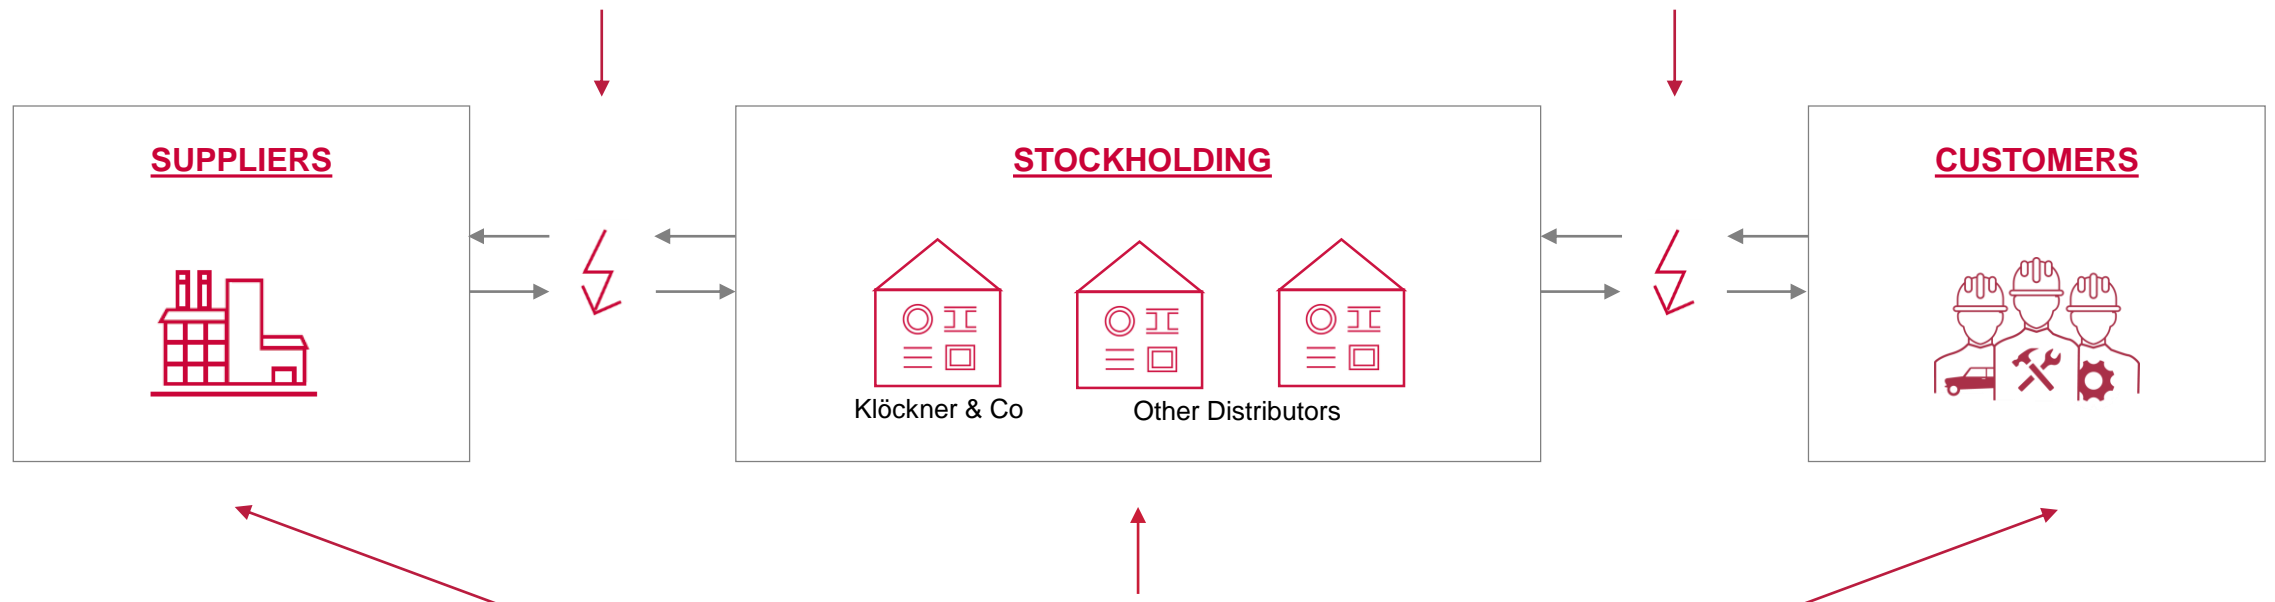 SUPPLIERS
STOCKHOLDING
CUSTOMERS
Klöckner & Co
Other Distributors